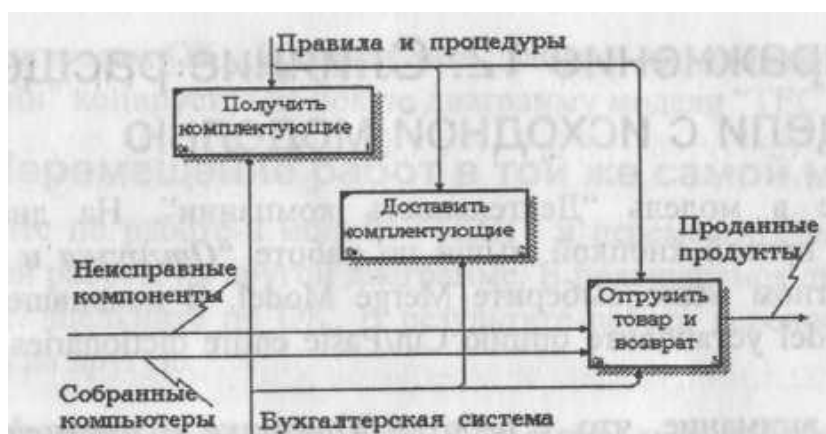 Правила и процедуры
Получить
комплектующие
Доставить
комплектующие
Неисправные
компоненты
Проданные
продукты
Отгрузить
товар и
возврат
Собранные
компьютеры
Бухгалтерская система